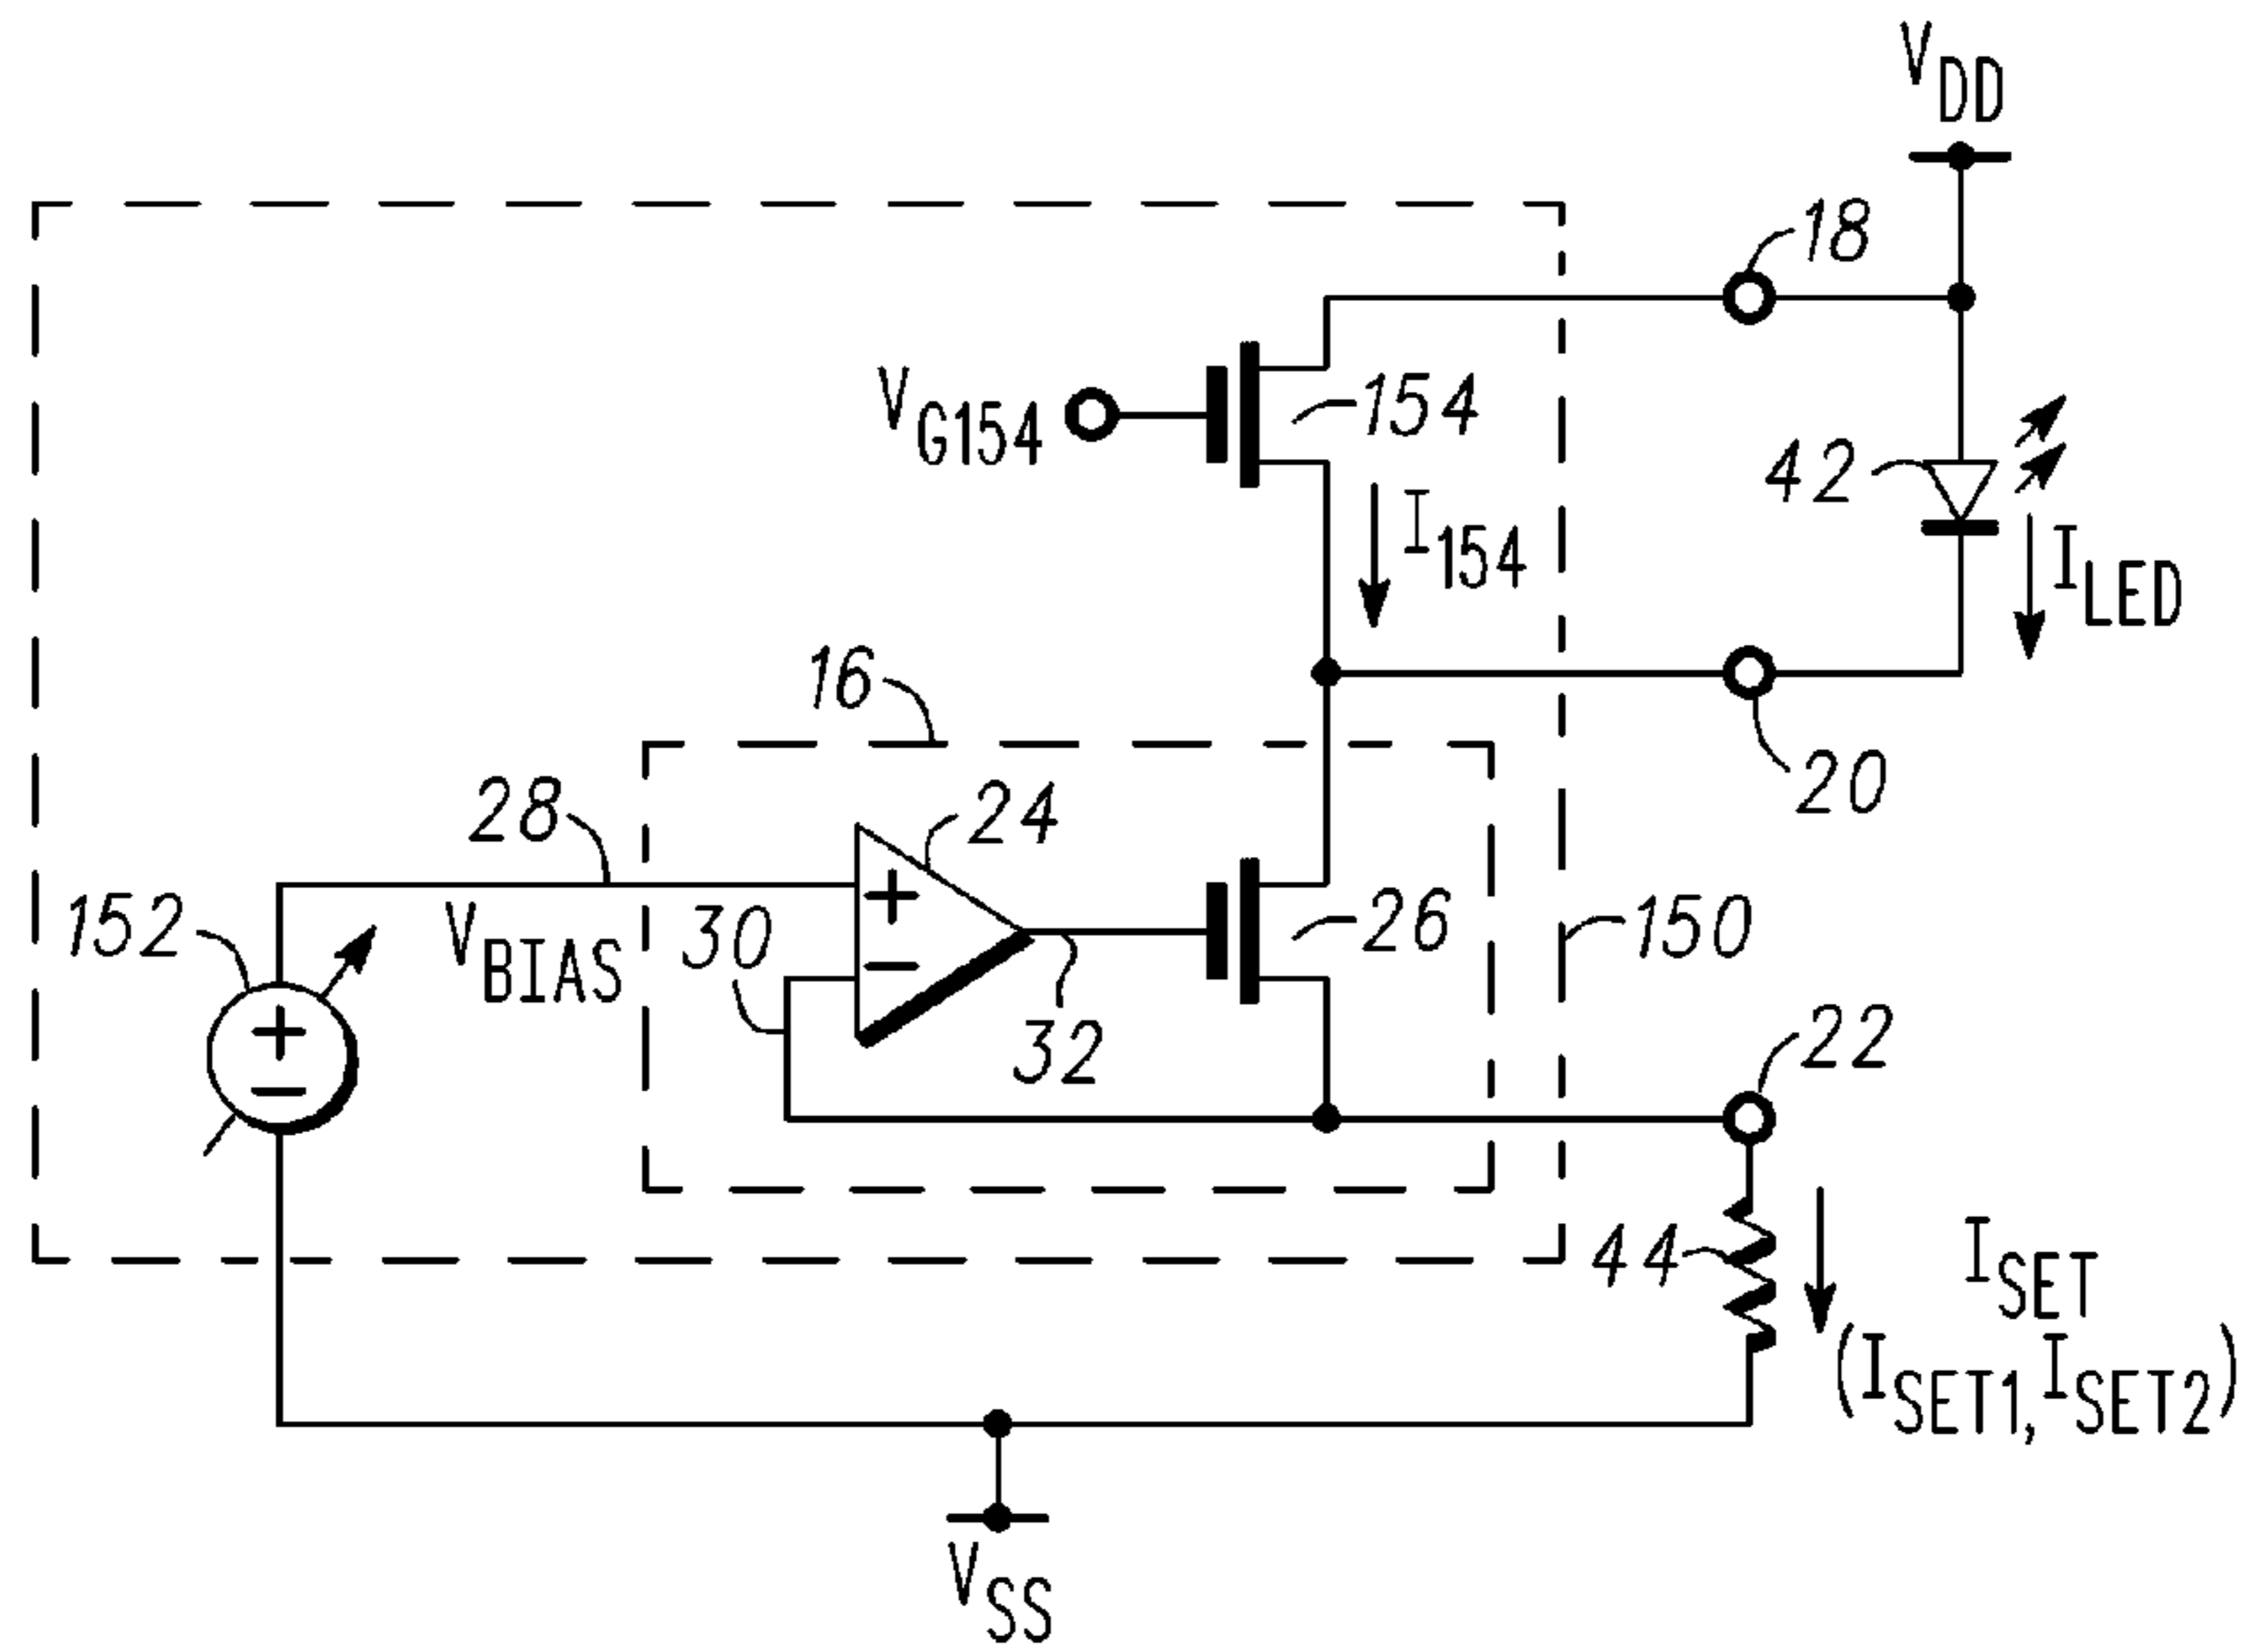 VDD
18
VG154
154
42
I154
ILED
16
20
28
24
152
VBIAS
30
26
150
32
22
44
ISET
(ISET1, ISET2)
VSS